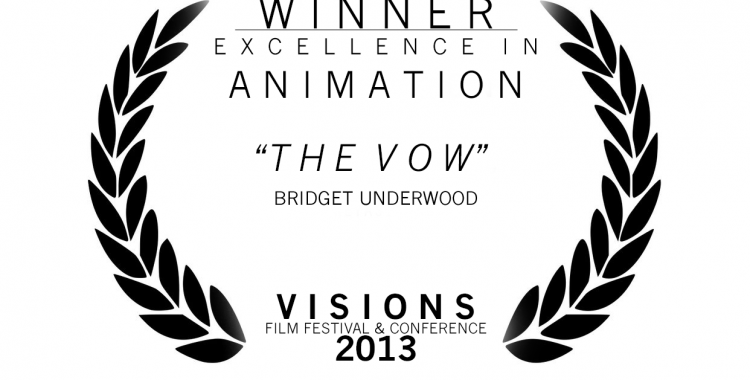 WINNER
EXCELLENCE IN
ANIMATION
“THE VOW”
BRIDGET UNDERWOOD
VISIONS
FILM FESTIVAL & CONFERENCE
2013